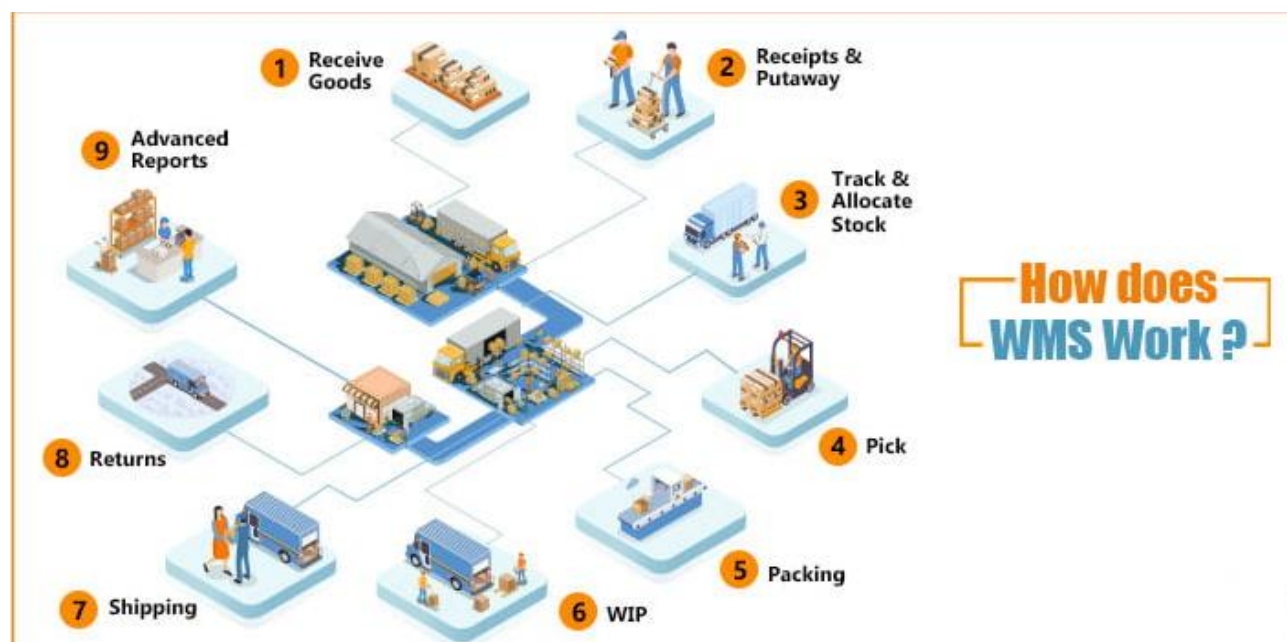 1 Receive
Goods
2 Receipts &
Putaway
3 Track &
Allocate
Stock
4 Pick
5 Packing
6 WIP
7 Shipping
8 Returns
9 Advanced
Reports
How does
WMS Work ?